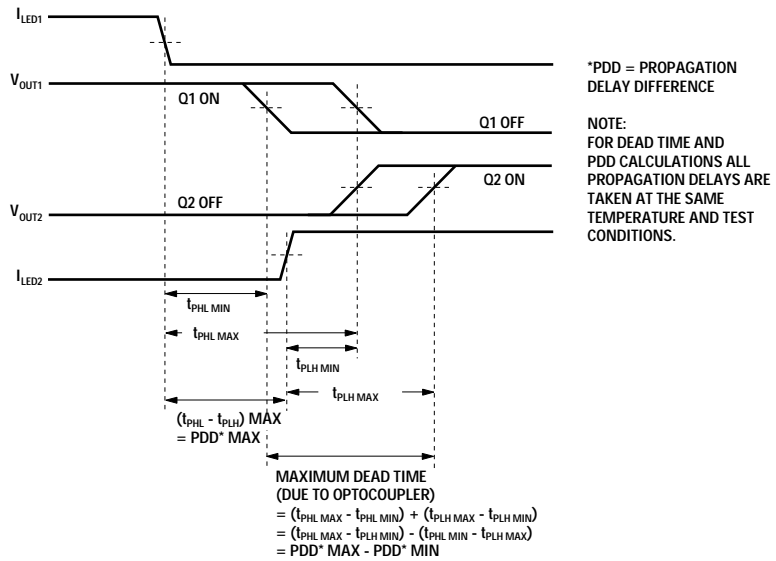 I_LED1
V_OUT1
Q1 ON
Q1 OFF
Q2 ON
Q2 OFF
V_OUT2
I_LED2
t_PHL MIN
t_PHL MAX
t_PLH MIN
t_PLH MAX
(t_PHL - t_PLH) MAX
= PDD* MAX
MAXIMUM DEAD TIME
(DUE TO OPTOCOUPLER)
= (t_PHL MAX - t_PHL MIN) + (t_PLH MAX - t_PLH MIN)
= (t_PHL MAX - t_PLH MIN) - (t_PHL MIN - t_PLH MAX)
= PDD* MAX - PDD* MIN
*PDD = PROPAGATION
DELAY DIFFERENCE
NOTE:
FOR DEAD TIME AND
PDD CALCULATIONS ALL
PROPAGATION DELAYS ARE
TAKEN AT THE SAME
TEMPERATURE AND TEST
CONDITIONS.